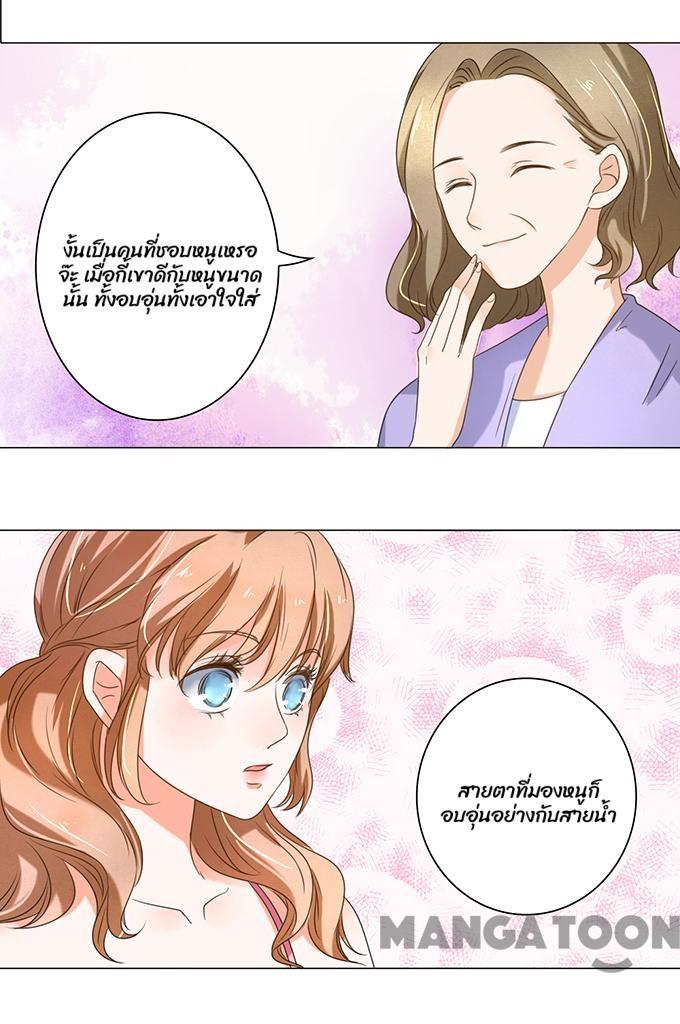 งั้นเป็นคนที่ชอบหนูเหรอ
จ๊ะ เมื่อกี้เขาดีกับหนูขนาด
นั้น ทั้งอบอุ่นทั้งเอาใจใส่
สายตาที่มองหนูก็
อบอุ่นอย่างกับสายน้ำ
MANGATOON